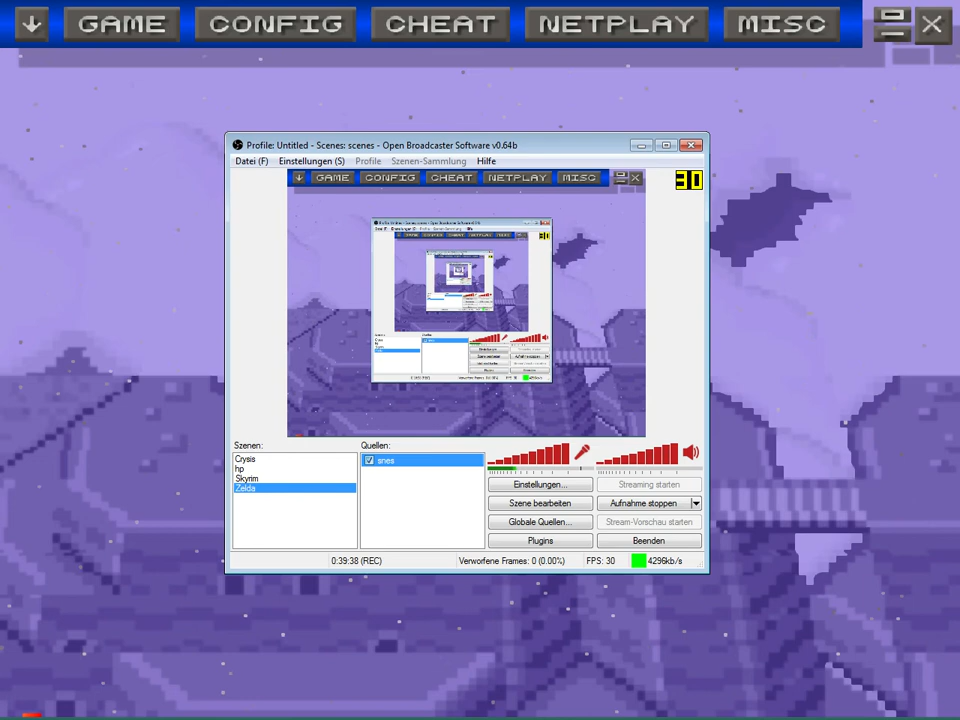 GAME CONFIG CHEAT NETPLAY MISC
Profile: Untitled - Scenes: scenes - Open Broadcaster Software v0.64b
Datei (F) Einstellungen (S) Profile Szenen-Sammlung Hilfe
GAME CONFIG CHEAT NETPLAY MISC
30
Szenen: Quellen:
Crysis
hp
Skyrim
Zelda
snes
Einstellungen... Streaming starten
Szene bearbeiten Aufnahme stoppen
Globale Quellen... Stream-Vorschau starten
Plugins Beenden
0:39:38 (REC) Verworfene Frames: 0 (0.00%) FPS: 30 4296kb/s